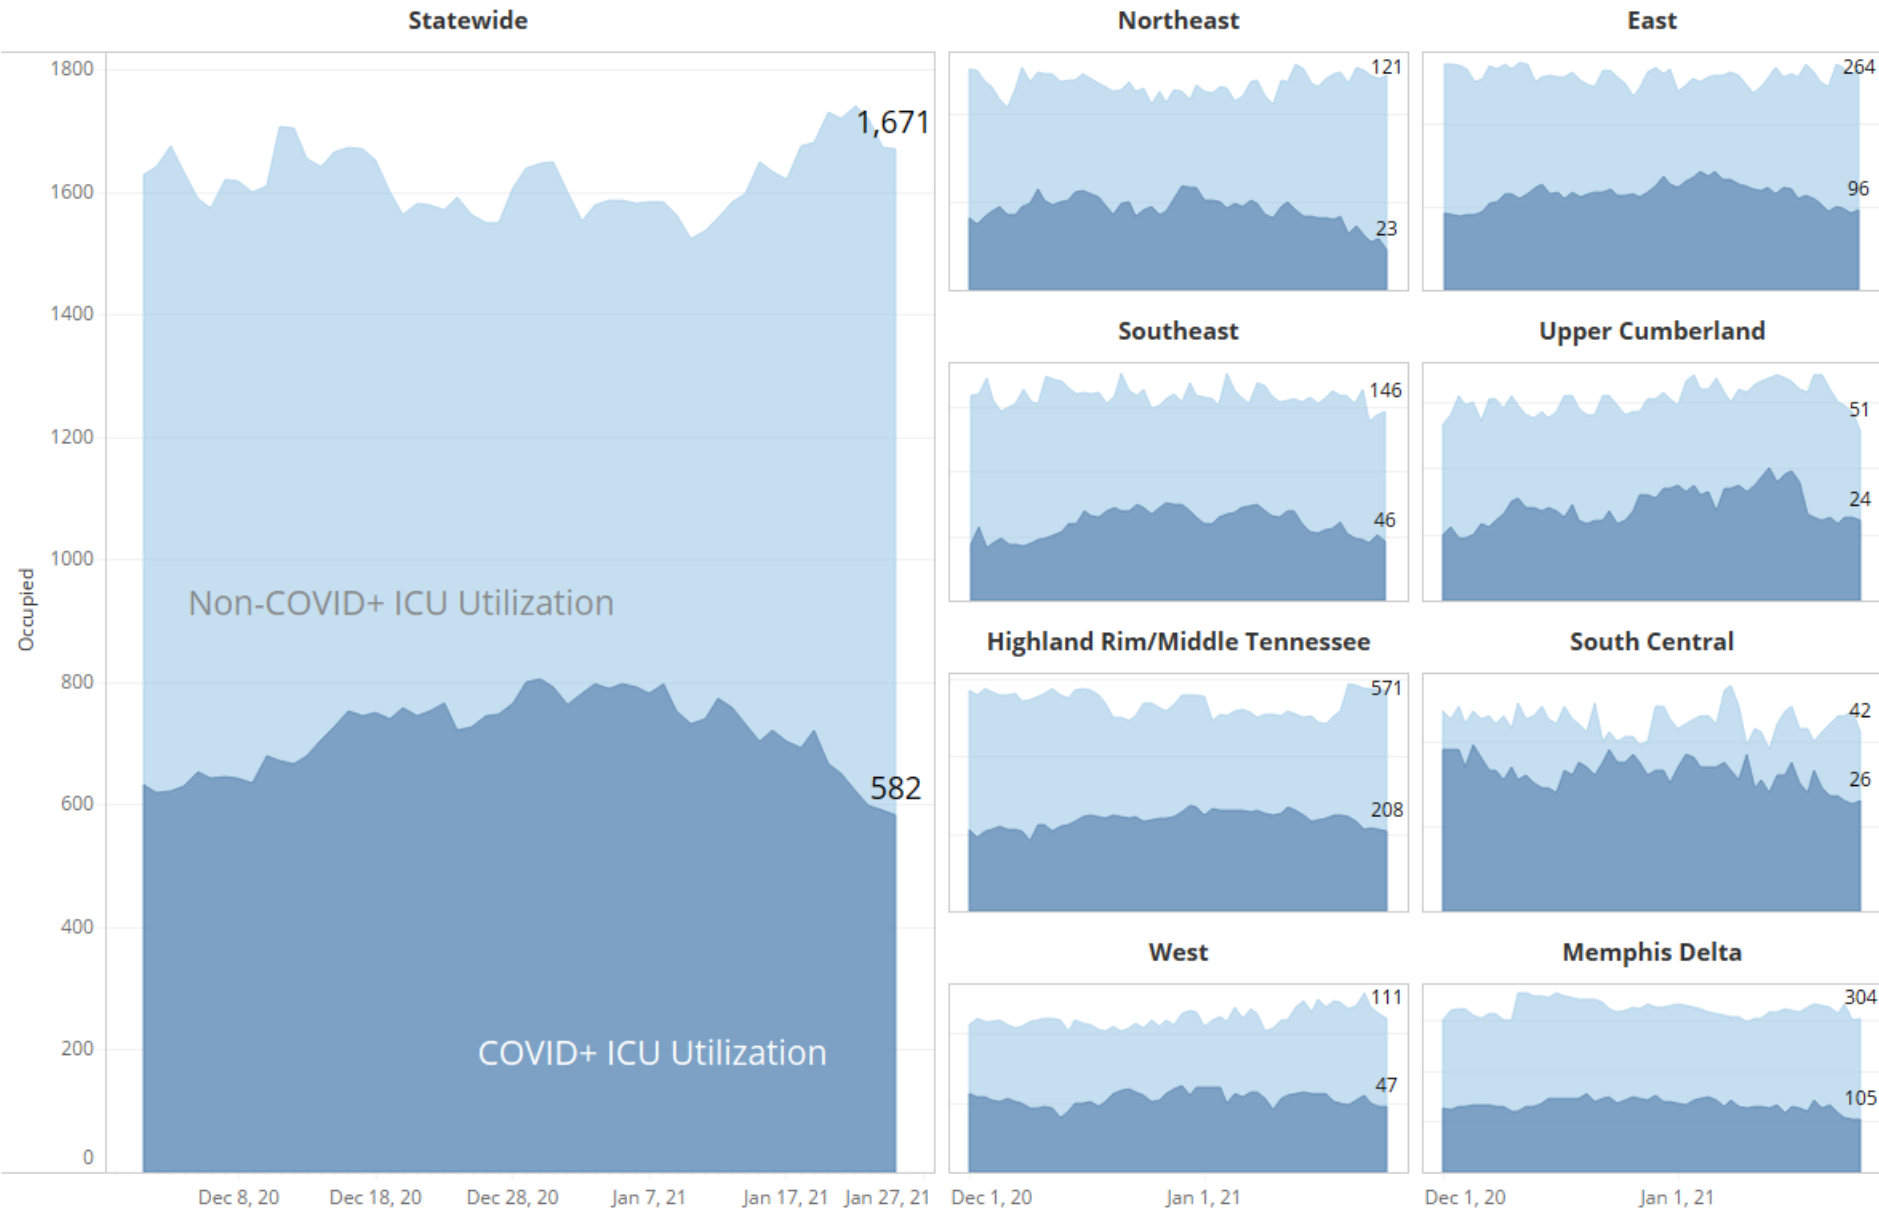 Statewide
Occupied
1800
1600
1400
1200
1000
800
600
400
200
0
1,671
Non-COVID+ ICU Utilization
582
COVID+ ICU Utilization
Dec 8, 20
Dec 18, 20
Dec 28, 20
Jan 7, 21
Jan 17, 21
Jan 27, 21
Northeast
121
23
East
264
96
Southeast
146
46
Upper Cumberland
51
24
Highland Rim/Middle Tennessee
571
208
South Central
42
26
West
111
47
Dec 1, 20
Jan 1, 21
Memphis Delta
304
105
Dec 1, 20
Jan 1, 21